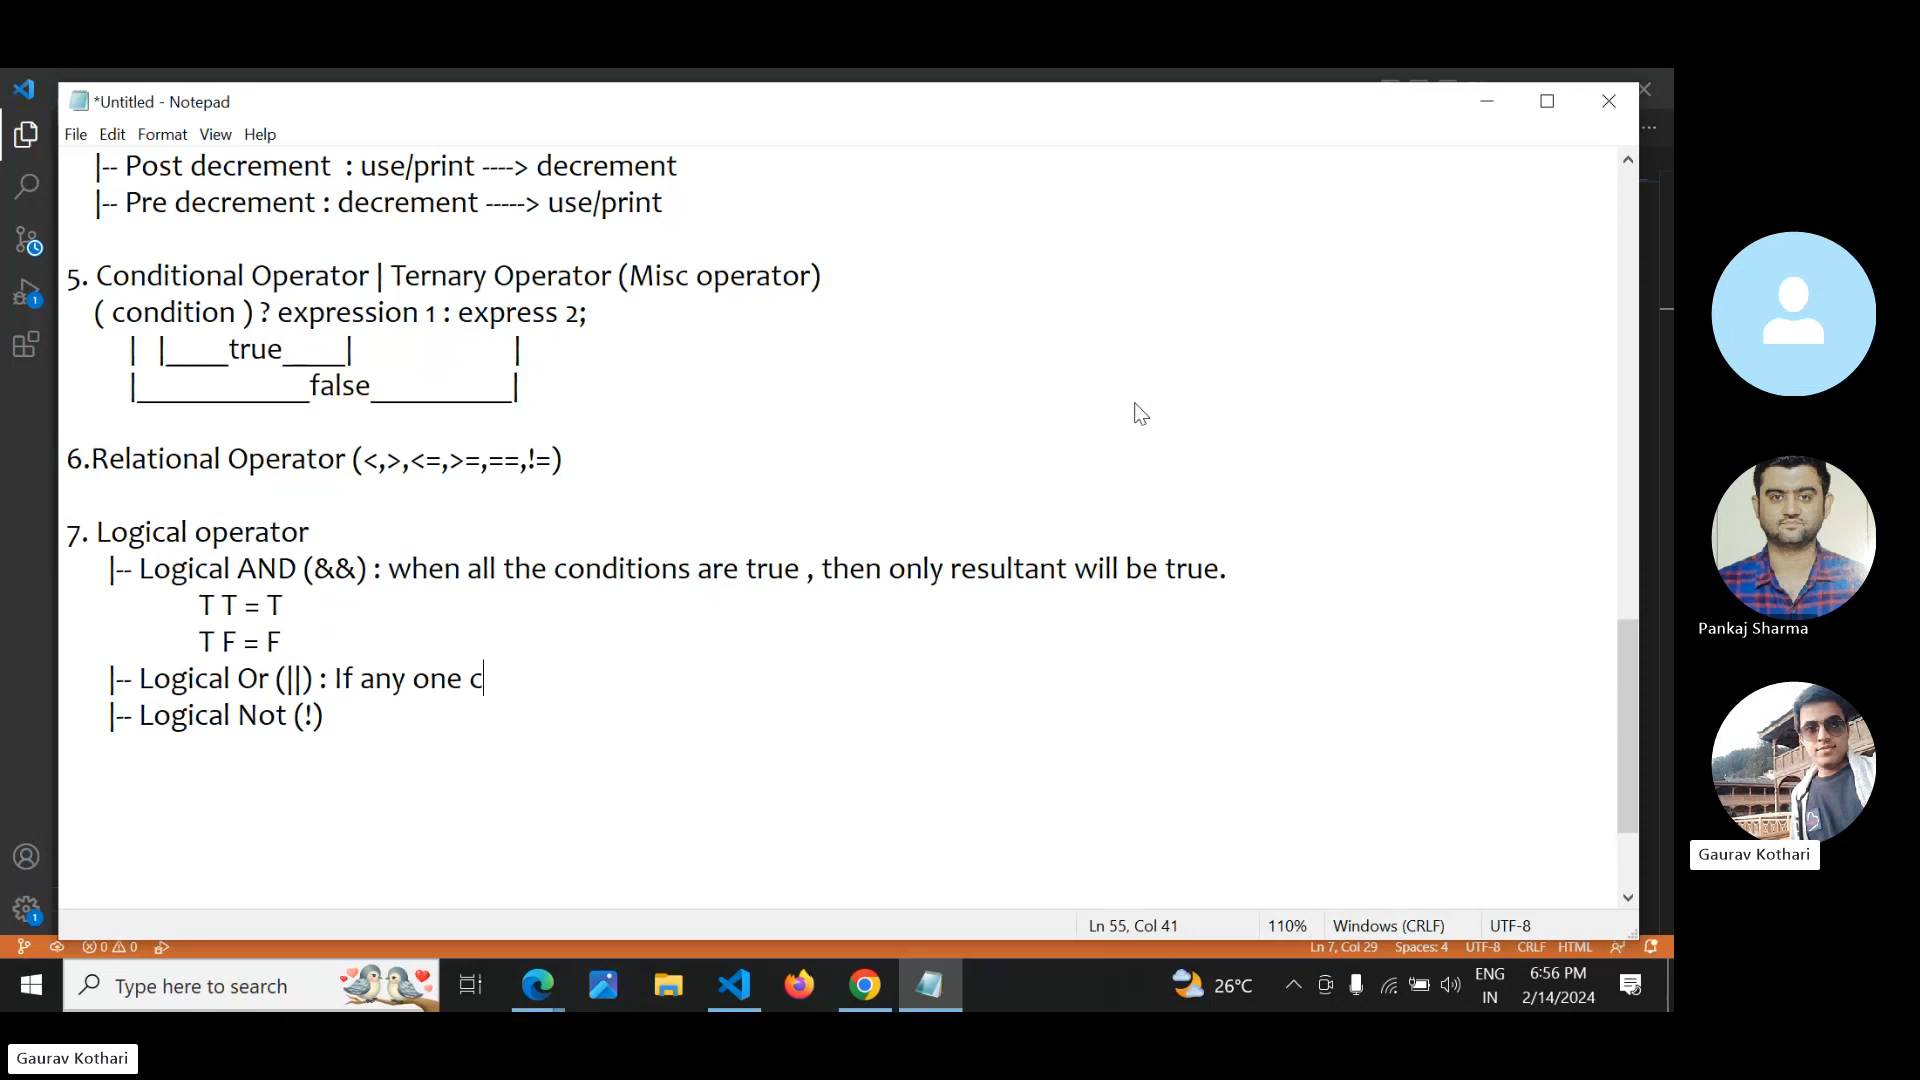 *Untitled - Notepad
File Edit Format View Help
|-- Post decrement : use/print ----> decrement
|-- Pre decrement : decrement -----> use/print
5. Conditional Operator | Ternary Operator (Misc operator)
( condition ) ? expression 1 : express 2;
| |____true____| |
|___________false_________|
6.Relational Operator (<,>,<=,>=,==,!=)
7. Logical operator
|-- Logical AND (&&) : when all the conditions are true , then only resultant will be true.
T T = T
T F = F
|-- Logical Or (||) : If any one c
|-- Logical Not (!)
Ln 55, Col 41 110% Windows (CRLF) UTF-8
0 0 Ln 7, Col 29 Spaces: 4 UTF-8 CRLF HTML
1
1
Type here to search 26°C ENG IN 6:56 PM 2/14/2024
Pankaj Sharma
Gaurav Kothari
Gaurav Kothari